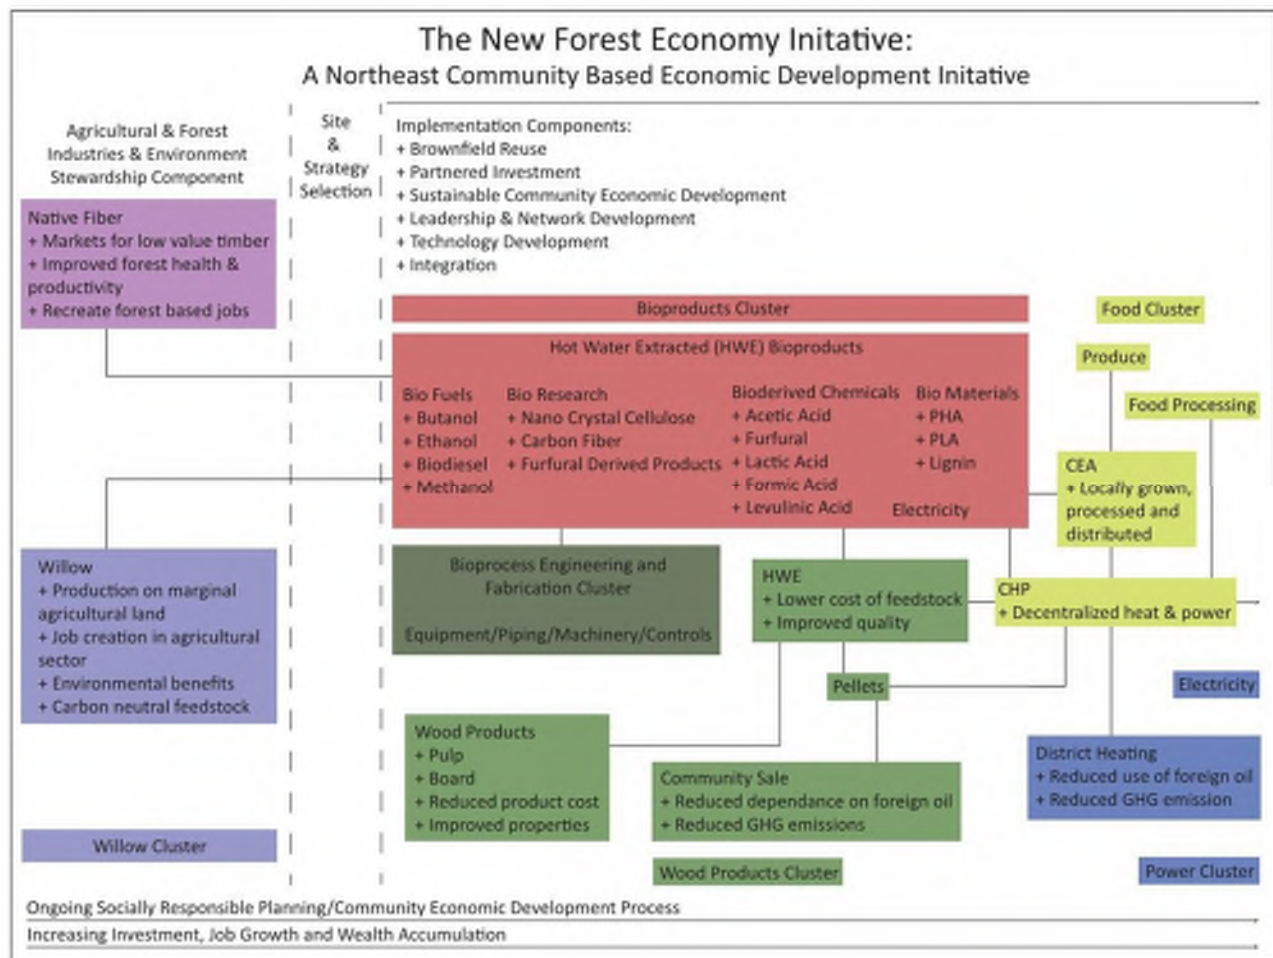 The New Forest Economy Initative:
A Northeast Community Based Economic Development Initative
Agricultural & Forest
Industries & Environment
Stewardship Component
Site
&
Strategy
Selection
Implementation Components:
+ Brownfield Reuse
+ Partnered Investment
+ Sustainable Community Economic Development
+ Leadership & Network Development
+ Technology Development
+ Integration
Native Fiber
+ Markets for low value timber
+ Improved forest health &
productivity
+ Recreate forest based jobs
Bioproducts Cluster
Hot Water Extracted (HWE) Bioproducts
Bio Fuels
+ Butanol
+ Ethanol
+ Biodiesel
+ Methanol
Bio Research
+ Nano Crystal Cellulose
+ Carbon Fiber
+ Furfural Derived Products
Bioderived Chemicals
+ Acetic Acid
+ Furfural
+ Lactic Acid
+ Formic Acid
+ Levulinic Acid
Bio Materials
+ PHA
+ PLA
+ Lignin
Electricity
Food Cluster
Produce
Food Processing
CEA
+ Locally grown,
processed and
distributed
Willow
+ Production on marginal
agricultural land
+ Job creation in agricultural
sector
+ Environmental benefits
+ Carbon neutral feedstock
Bioprocess Engineering and
Fabrication Cluster
Equipment/Piping/Machinery/Controls
HWE
+ Lower cost of feedstock
+ Improved quality
CHP
+ Decentralized heat & power
Pellets
Electricity
Wood Products
+ Pulp
+ Board
+ Reduced product cost
+ Improved properties
Community Sale
+ Reduced dependance on foreign oil
+ Reduced GHG emissions
District Heating
+ Reduced use of foreign oil
+ Reduced GHG emission
Willow Cluster
Wood Products Cluster
Power Cluster
Ongoing Socially Responsible Planning/Community Economic Development Process
Increasing Investment, Job Growth and Wealth Accumulation